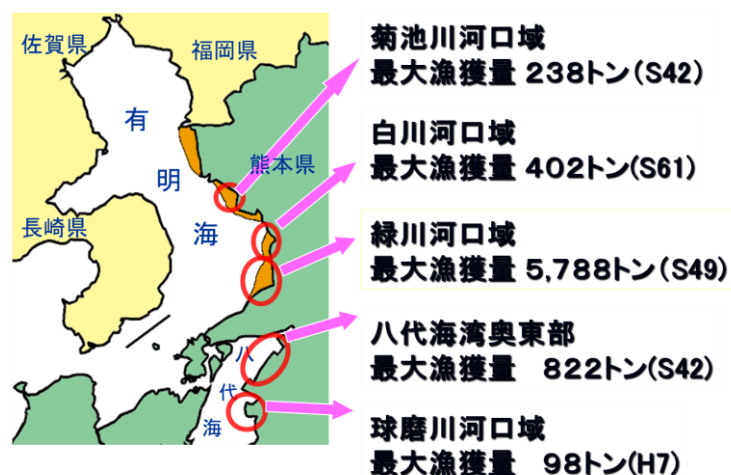 佐賀県
福岡県
有
明
海
熊本県
長崎県
八
代
海
菊池川河口域
最大漁獲量 238トン(S42)
白川河口域
最大漁獲量 402トン(S61)
緑川河口域
最大漁獲量 5,788トン(S49)
八代海湾奥東部
最大漁獲量 822トン(S42)
球磨川河口域
最大漁獲量 98トン(H7)